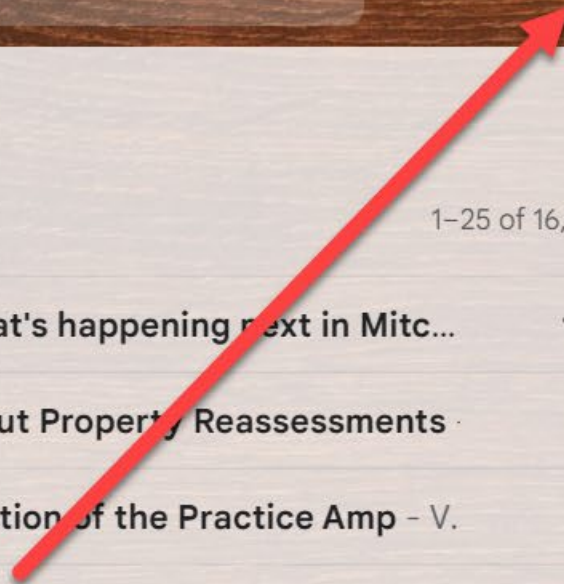 1–25 of 16,
at's happening next in Mitc...
ut Property Reassessments ·
tion of the Practice Amp - V.